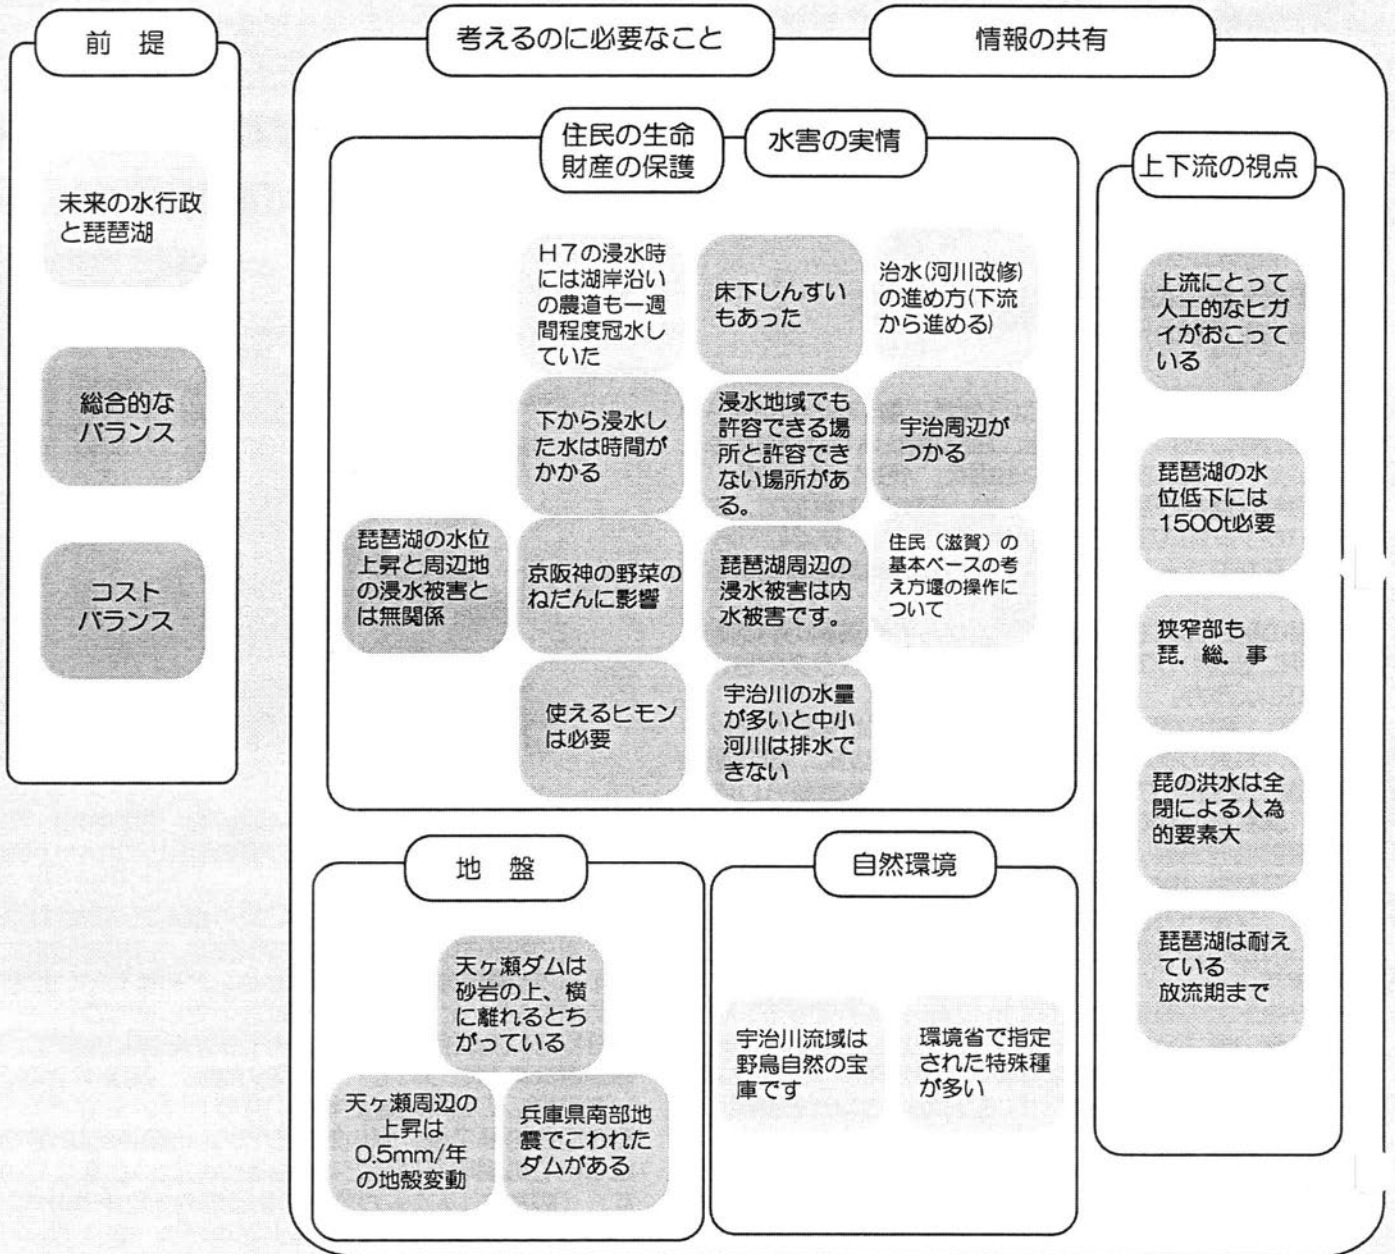 前 提
未来の水行政
と琵琶湖
総合的な
バランス
コスト
バランス
考えるのに必要なこと
情報の共有
住民の生命
財産の保護
水害の実情
H7の浸水時
には湖岸沿い
の農道も一週
間程度冠水し
ていた
床下しんすい
もあった
治水(河川改修)
の進め方(下流
から進める)
下から浸水し
た水は時間が
かかる
浸水地域でも
許容できる場
所と許容でき
ない場所があ
る。
宇治周辺が
つかる
琵琶湖の水位
上昇と周辺地
の浸水被害と
は無関係
京阪神の野菜の
ねだんに影響
琵琶湖周辺の
浸水被害は内
水被害です。
住民(滋賀)の
基本ベースの考
え方堰の操作に
ついて
使えるヒモン
は必要
宇治川の水量
が多いと中小
河川は排水で
きない
上下流の視点
上流にとって
人工的なヒガ
イがおこって
いる
琵琶湖の水
位低下には
1500t必要
狭窄部も
琵．総．事
琵の洪水は全
閉による人為
的要素大
琵琶湖は耐え
ている
放流期まで
地 盤
天ヶ瀬ダムは
砂岩の上、横
に離れるとち
がっている
天ヶ瀬周辺の
上昇は
0.5mm/年
の地殻変動
兵庫県南部地
震でこわれた
ダムがある
自然環境
宇治川流域は
野鳥自然の宝
庫です
環境省で指定
された特殊種
が多い